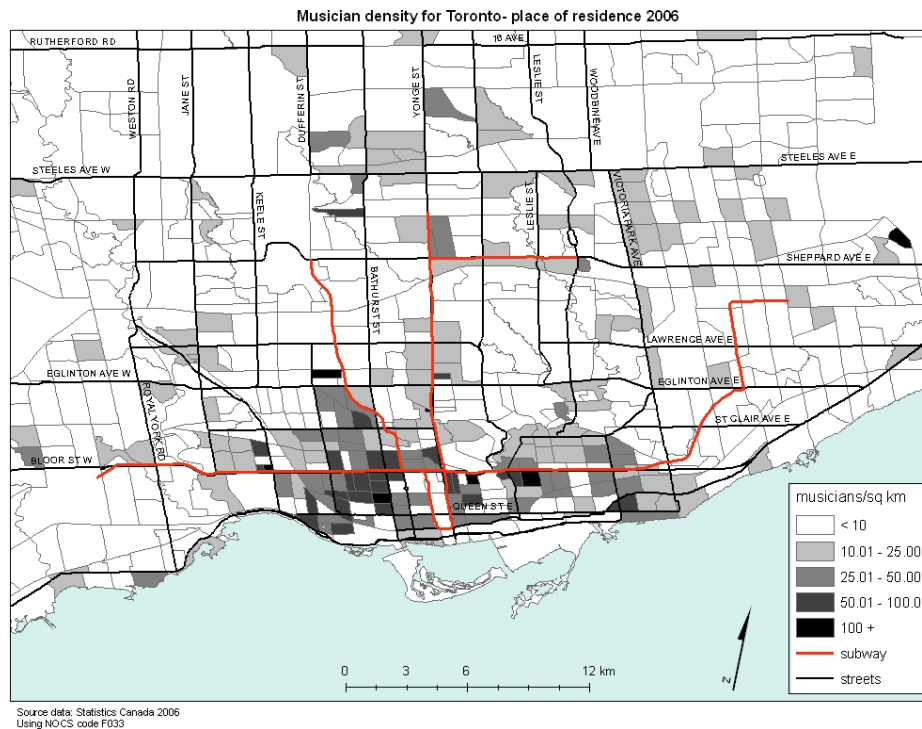 Musician density for Toronto- place of residence 2006
RUTHERFORD RD
16 AVE
WESTON RD
JANE ST
DUFFERIN ST
YONGE ST
LESLIE ST
WOODBINE AVE
STEELES AVE W
STEELES AVE E
KEELE ST
LESLIE ST
VICTORIA PARK AVE
BATHURST ST
SHEPPARD AVE E
LAWRENCE AVE E
EGLINTON AVE W
EGLINTON AVE E
ROYAL YORK RD
ST CLAIR AVE E
BLOOR ST W
QUEEN ST E
musicians/sq km
< 10
10.01 - 25.00
25.01 - 50.00
50.01 - 100.0
100 +
subway
streets
0 3 6 12 km
N
Source data: Statistics Canada 2006
Using NOCS code F033